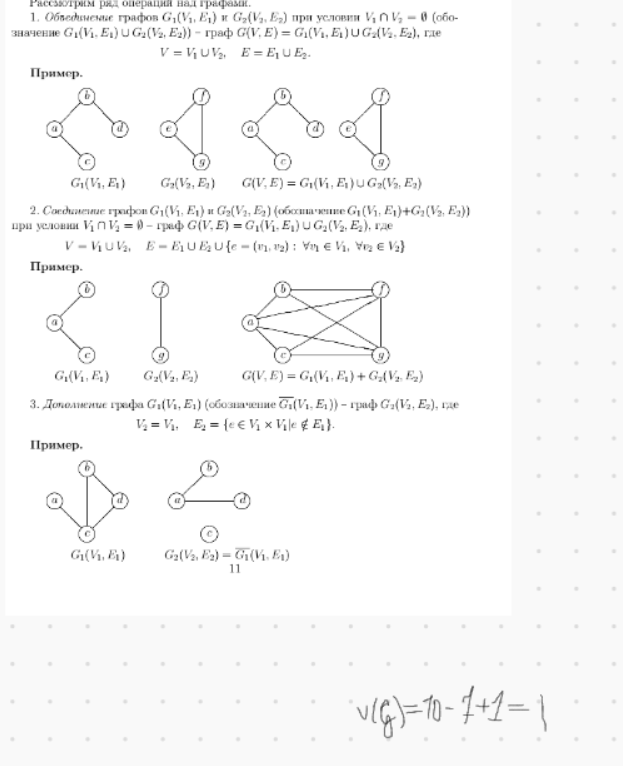 Рассмотрим ряд операций над графами.
1. Объединение графов G₁(V₁, E₁) и G₂(V₂, E₂) при условии V₁ ∩ V₂ = ∅ (обо-
значение G₁(V₁, E₁) ∪ G₂(V₂, E₂)) – граф G(V, E) = G₁(V₁, E₁) ∪ G₂(V₂, E₂), где
V = V₁ ∪ V₂, E = E₁ ∪ E₂.
Пример.
b f b f
a d e a d e
c g c g
G₁(V₁, E₁) G₂(V₂, E₂) G(V, E) = G₁(V₁, E₁) ∪ G₂(V₂, E₂)
2. Соединение графов G₁(V₁, E₁) и G₂(V₂, E₂) (обозначение G₁(V₁, E₁)+G₂(V₂, E₂))
при условии V₁ ∩ V₂ = ∅ – граф G(V, E) = G₁(V₁, E₁) ∪ G₂(V₂, E₂), где
V = V₁ ∪ V₂, E = E₁ ∪ E₂ ∪ {e = (v₁, v₂) : ∀v₁ ∈ V₁, ∀v₂ ∈ V₂}
Пример.
b f b f
a a
c g c g
G₁(V₁, E₁) G₂(V₂, E₂) G(V, E) = G₁(V₁, E₁) + G₂(V₂, E₂)
3. Дополнение графа G₁(V₁, E₁) (обозначение G̅₁(V₁, E₁)) – граф G₂(V₂, E₂), где
V₂ = V₁, E₂ = {e ∈ V₁ × V₁|e ∉ E₁}.
Пример.
b b
a d a d
c c
G₁(V₁, E₁) G₂(V₂, E₂) = G̅₁(V₁, E₁)
11
v(G)=10-1+1=1